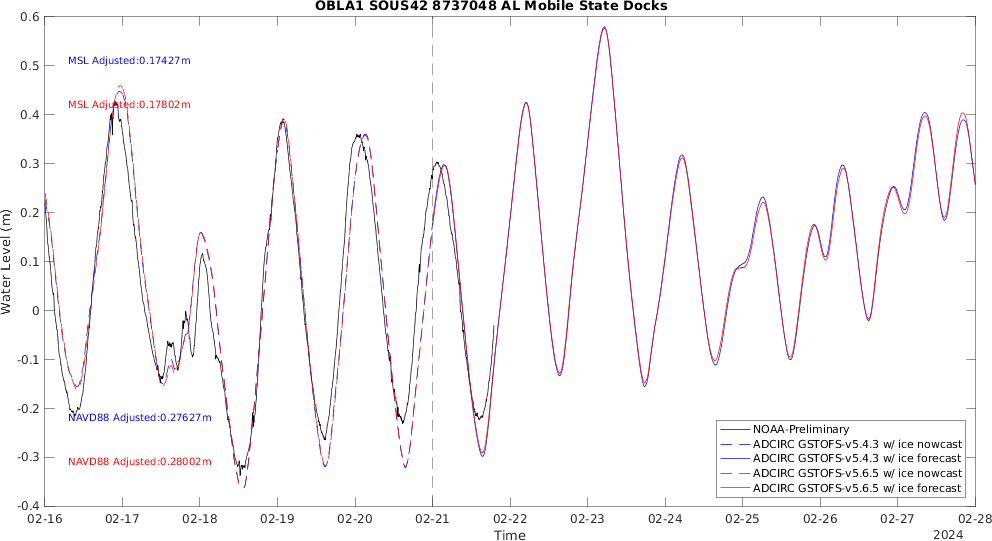 OBLA1 SOUS42 8737048 AL Mobile State Docks
0.6
0.5
0.4
0.3
0.2
0.1
0
-0.1
-0.2
-0.3
-0.4
Water Level (m)
MSL Adjusted:0.17427m
MSL Adjusted:0.17802m
NAVD88 Adjusted:0.27627m
NAVD88 Adjusted:0.28002m
NOAA-Preliminary
ADCIRC GSTOFS-v5.4.3 w/ ice nowcast
ADCIRC GSTOFS-v5.4.3 w/ ice forecast
ADCIRC GSTOFS-v5.6.5 w/ ice nowcast
ADCIRC GSTOFS-v5.6.5 w/ ice forecast
02-16 02-17 02-18 02-19 02-20 02-21 02-22 02-23 02-24 02-25 02-26 02-27 02-28
Time
2024